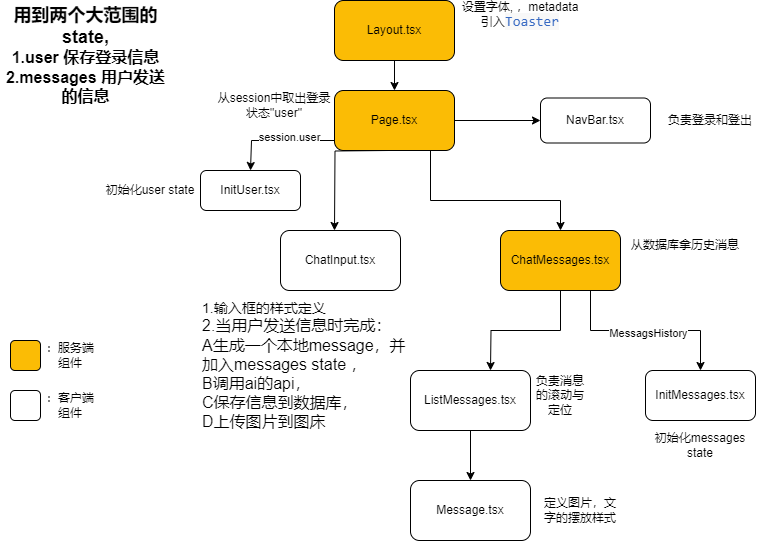 用到两个大范围的
state,
1.user 保存登录信息
2.messages 用户发送
的信息
设置字体, ，metadata
引入Toaster
Layout.tsx
从session中取出登录
状态"user"
Page.tsx
NavBar.tsx
负责登录和登出
session.user
初始化user state
InitUser.tsx
ChatInput.tsx
ChatMessages.tsx
从数据库拿历史消息
1.输入框的样式定义
2.当用户发送信息时完成：
A生成一个本地message，并
加入messages state ，
B调用ai的api，
C保存信息到数据库，
D上传图片到图床
MessagsHistory
：服务端
组件
：客户端
组件
ListMessages.tsx
负责消息
的滚动与
定位
InitMessages.tsx
初始化messages
state
Message.tsx
定义图片，文
字的摆放样式